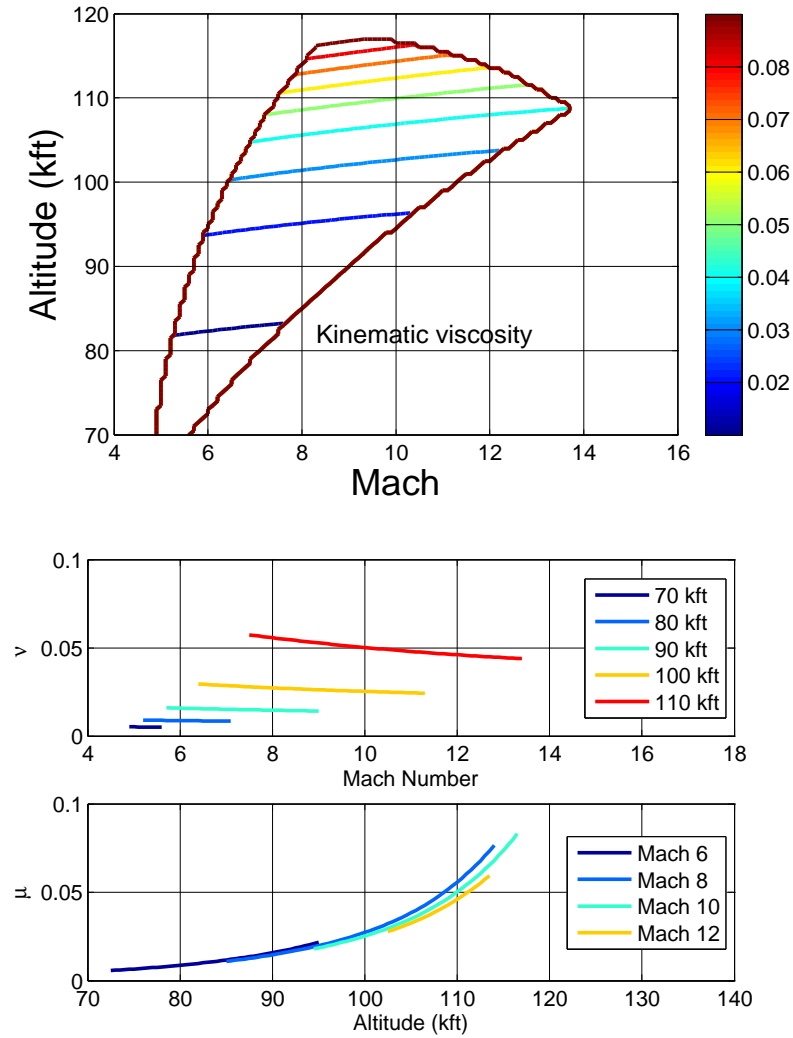 120
110
100
90
80
70
Altitude (kft)
4 6 8 10 12 14 16
Mach
Kinematic viscosity
0.08
0.07
0.06
0.05
0.04
0.03
0.02
0.1
0.05
0
ν
4 6 8 10 12 14 16 18
Mach Number
70 kft
80 kft
90 kft
100 kft
110 kft
0.1
0.05
0
μ
70 80 90 100 110 120 130 140
Altitude (kft)
Mach 6
Mach 8
Mach 10
Mach 12